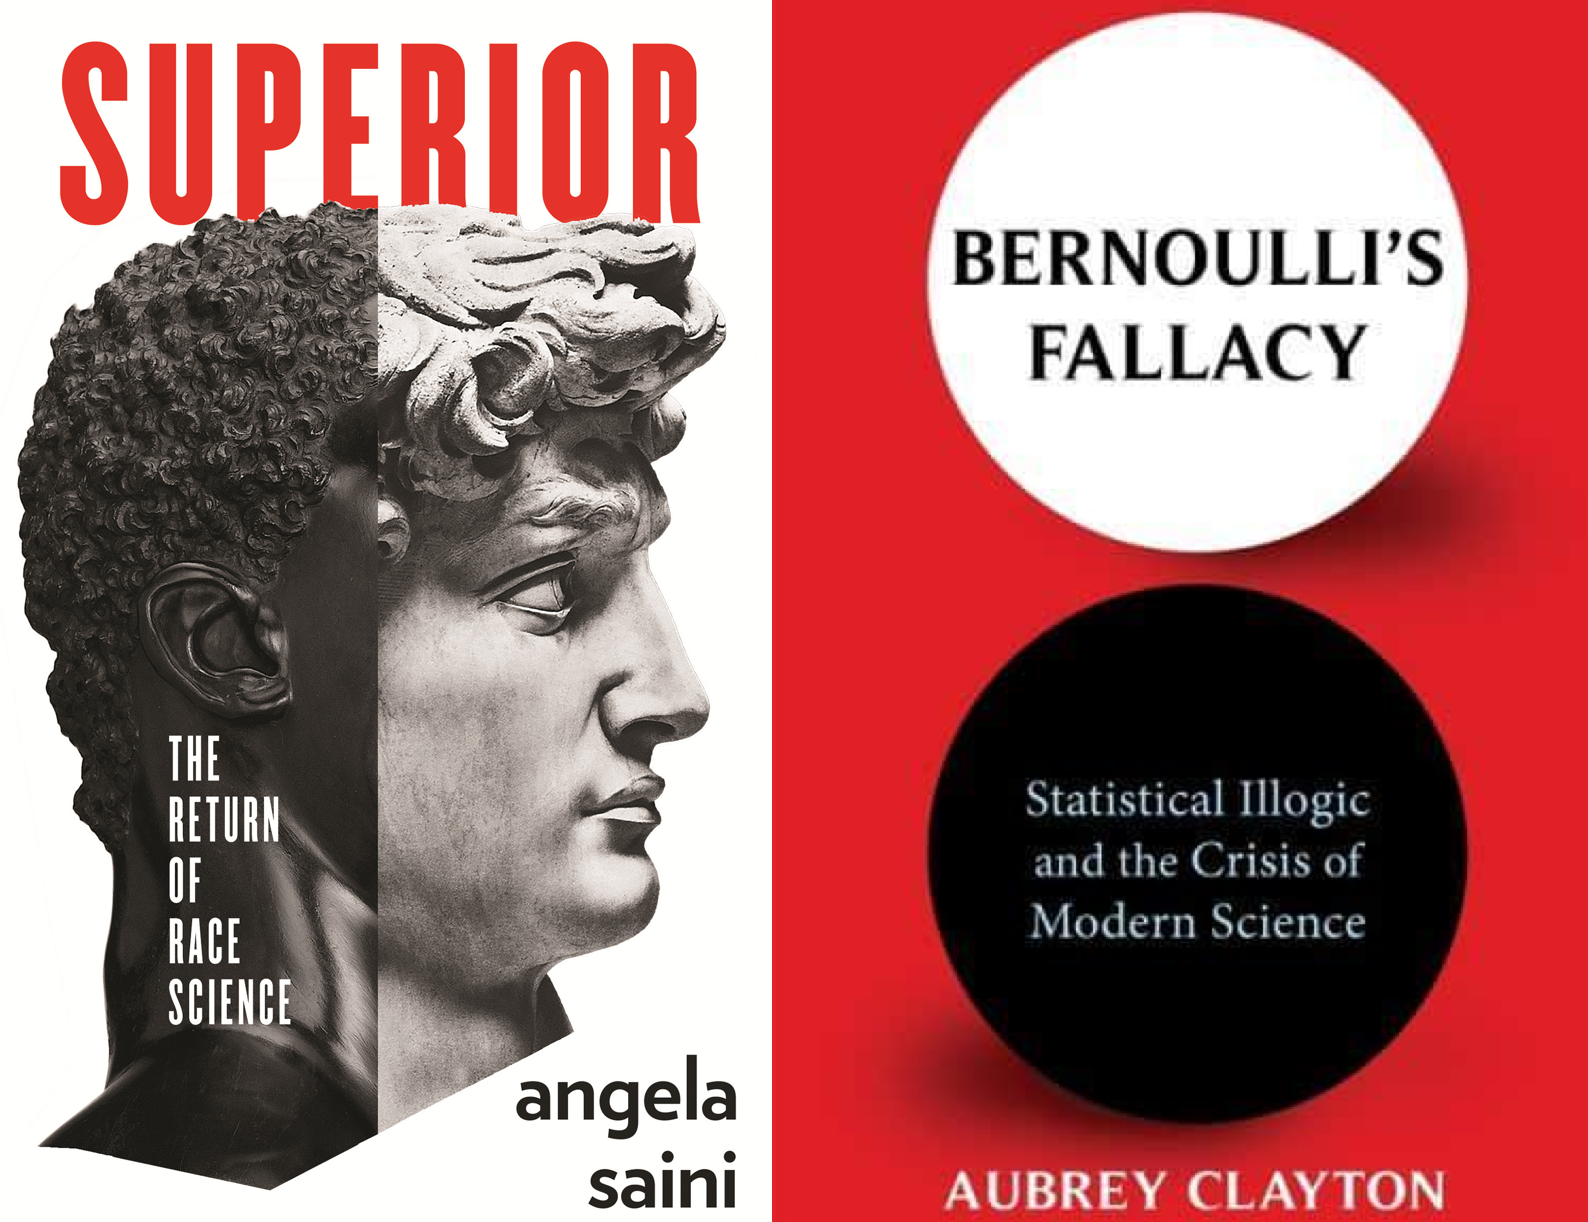 SUPERIOR
THE
RETURN
OF
RACE
SCIENCE
angela
saini
BERNOULLI'S
FALLACY
Statistical Illogic
and the Crisis of
Modern Science
AUBREY CLAYTON